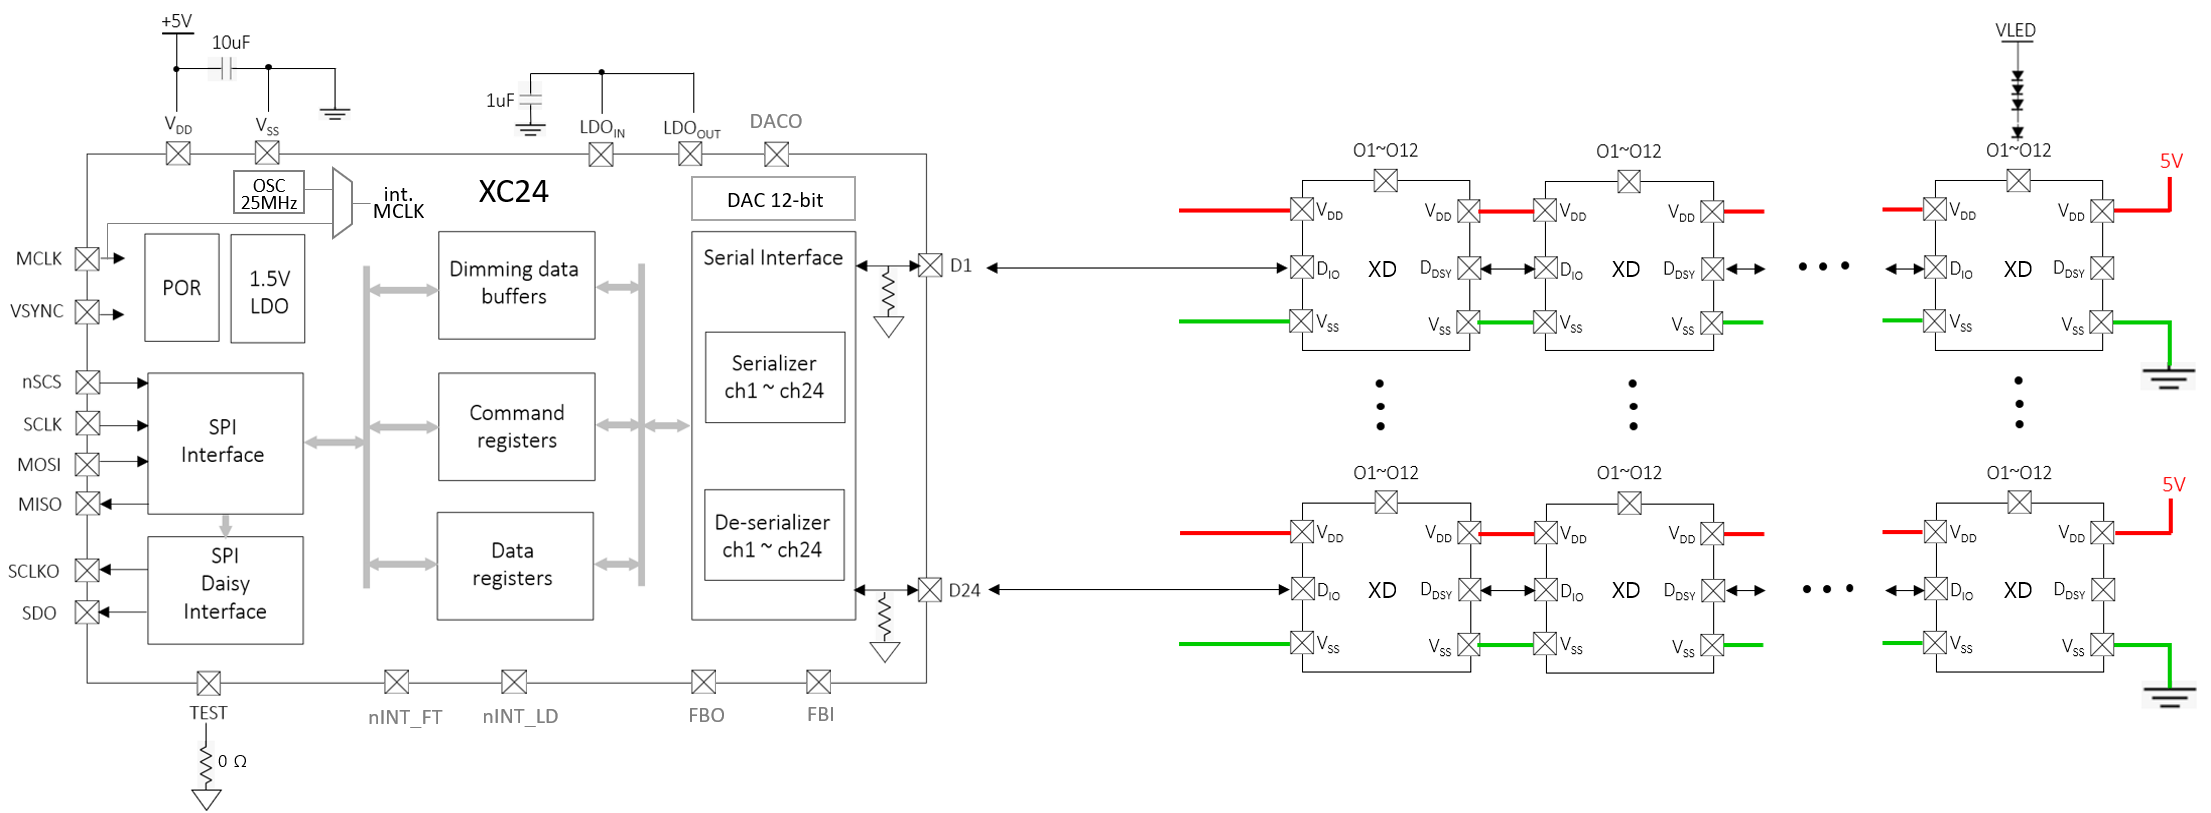 +5V
10uF
1uF
VDD
VSS
LDOIN
LDOOUT
DACO
VLED
OSC
25MHz
int.
MCLK
XC24
DAC 12-bit
MCLK
VSYNC
nSCS
SCLK
MOSI
MISO
SCLKO
SDO
POR
1.5V
LDO
SPI
Interface
SPI
Daisy
Interface
Dimming data
buffers
Command
registers
Data
registers
Serial Interface
Serializer
ch1 ~ ch24
De-serializer
ch1 ~ ch24
D1
D24
TEST
0 Ω
nINT_FT
nINT_LD
FBO
FBI
O1~O12
VDD
VDD
DIO
XD
DDSY
VSS
VSS
O1~O12
VDD
VDD
DIO
XD
DDSY
VSS
VSS
O1~O12
5V
VDD
VDD
DIO
XD
DDSY
VSS
VSS
O1~O12
VDD
VDD
DIO
XD
DDSY
VSS
VSS
O1~O12
VDD
VDD
DIO
XD
DDSY
VSS
VSS
O1~O12
5V
VDD
VDD
DIO
XD
DDSY
VSS
VSS